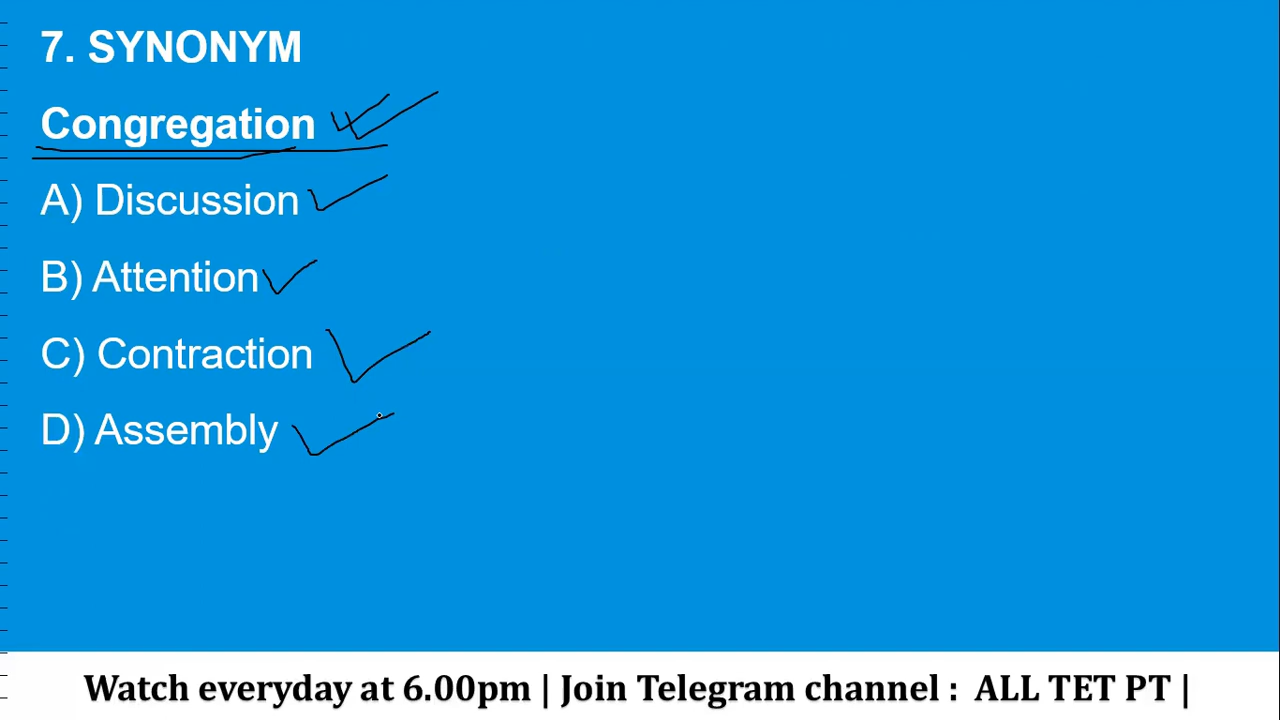 7. SYNONYM
Congregation
A) Discussion
B) Attention
C) Contraction
D) Assembly
Watch everyday at 6.00pm | Join Telegram channel : ALL TET PT |